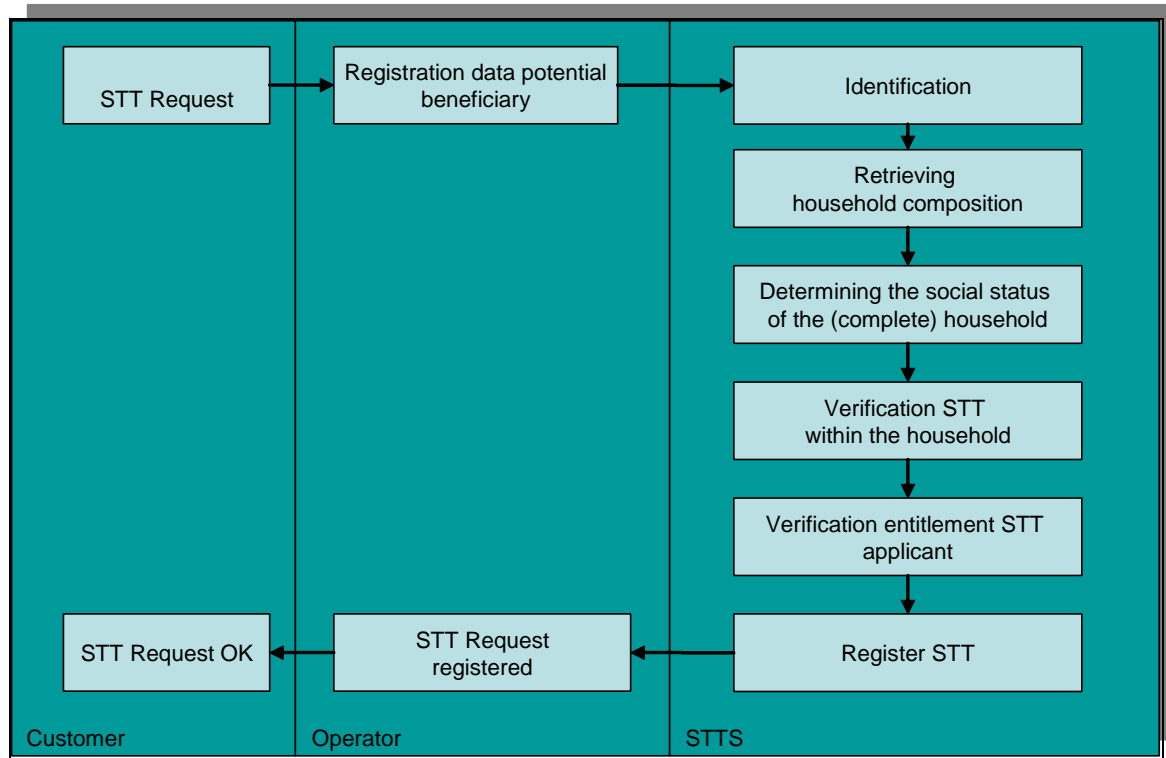 STT Request
Registration data potential
beneficiary
Identification
Retrieving
household composition
Determining the social status
of the (complete) household
Verification STT
within the household
Verification entitlement STT
applicant
Register STT
STT Request
registered
STT Request OK
Customer
Operator
STTS